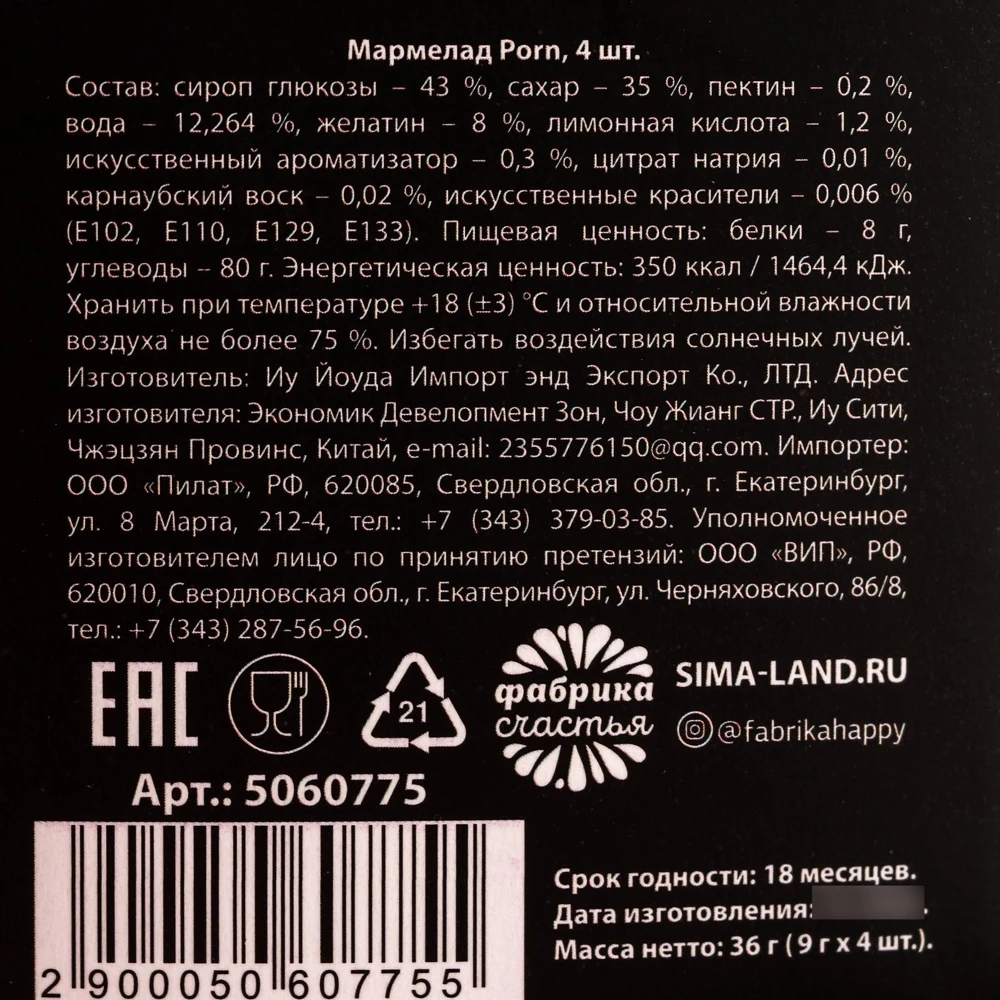 Мармелад Porn, 4 шт.
Состав: сироп глюкозы – 43 %, сахар – 35 %, пектин – 0,2 %,
вода – 12,264 %, желатин – 8 %, лимонная кислота – 1,2 %,
искусственный ароматизатор – 0,3 %, цитрат натрия – 0,01 %,
карнаубский воск – 0,02 %, искусственные красители – 0,006 %
(Е102, Е110, Е129, Е133). Пищевая ценность: белки – 8 г,
углеводы – 80 г. Энергетическая ценность: 350 ккал / 1464,4 кДж.
Хранить при температуре +18 (±3) °С и относительной влажности
воздуха не более 75 %. Избегать воздействия солнечных лучей.
Изготовитель: Иу Йоуда Импорт энд Экспорт Ко., ЛТД. Адрес
изготовителя: Экономик Девелопмент Зон, Чоу Жианг СТР., Иу Сити,
Чжэцзян Провинс, Китай, e-mail: 2355776150@qq.com. Импортер:
ООО «Пилат», РФ, 620085, Свердловская обл., г. Екатеринбург,
ул. 8 Марта, 212-4, тел.: +7 (343) 379-03-85. Уполномоченное
изготовителем лицо по принятию претензий: ООО «ВИП», РФ,
620010, Свердловская обл., г. Екатеринбург, ул. Черняховского, 86/8,
тел.: +7 (343) 287-56-96.
EAC
21
фабрика
счастья
SIMA-LAND.RU
@fabrikahappy
Арт.: 5060775
2 900050 607755
Срок годности: 18 месяцев.
Дата изготовления:
Масса нетто: 36 г ( 9 г х 4 шт.).